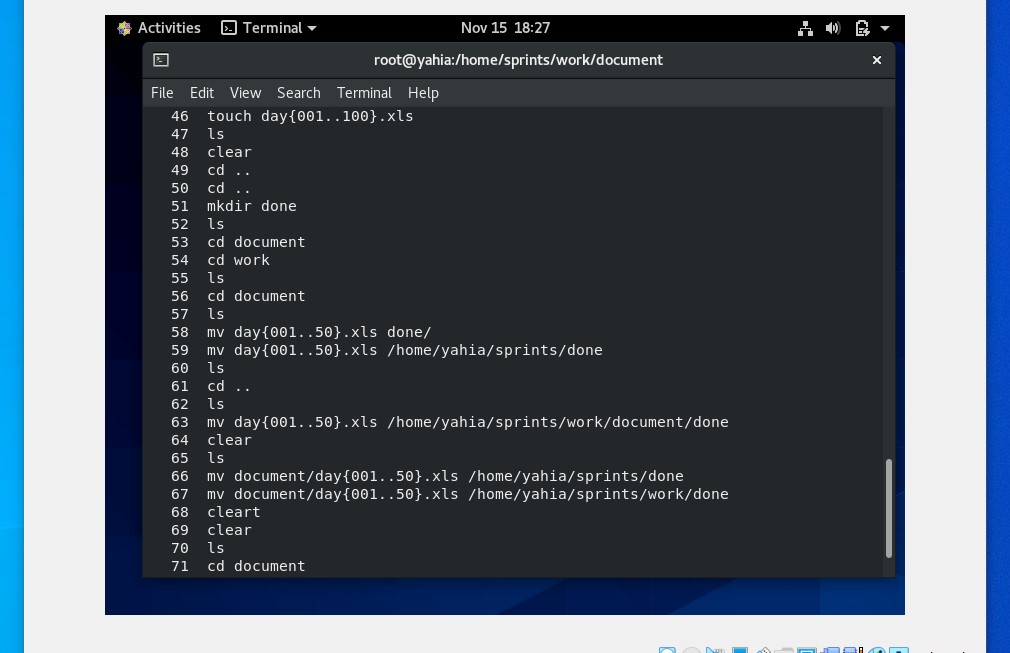 Activities Terminal Nov 15 18:27
root@yahia:/home/sprints/work/document ×
File Edit View Search Terminal Help
46 touch day{001..100}.xls
47 ls
48 clear
49 cd ..
50 cd ..
51 mkdir done
52 ls
53 cd document
54 cd work
55 ls
56 cd document
57 ls
58 mv day{001..50}.xls done/
59 mv day{001..50}.xls /home/yahia/sprints/done
60 ls
61 cd ..
62 ls
63 mv day{001..50}.xls /home/yahia/sprints/work/document/done
64 clear
65 ls
66 mv document/day{001..50}.xls /home/yahia/sprints/done
67 mv document/day{001..50}.xls /home/yahia/sprints/work/done
68 cleart
69 clear
70 ls
71 cd document